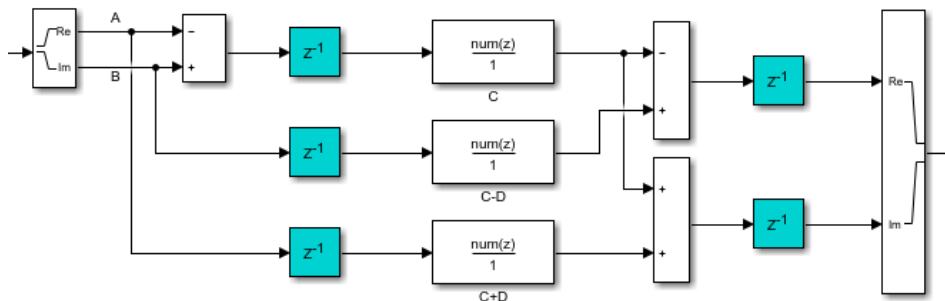 A
Re
Im
B
−
+
z-1
num(z)
1
C
−
+
z-1
Re
z-1
num(z)
1
C-D
+
+
z-1
Im
z-1
num(z)
1
C+D